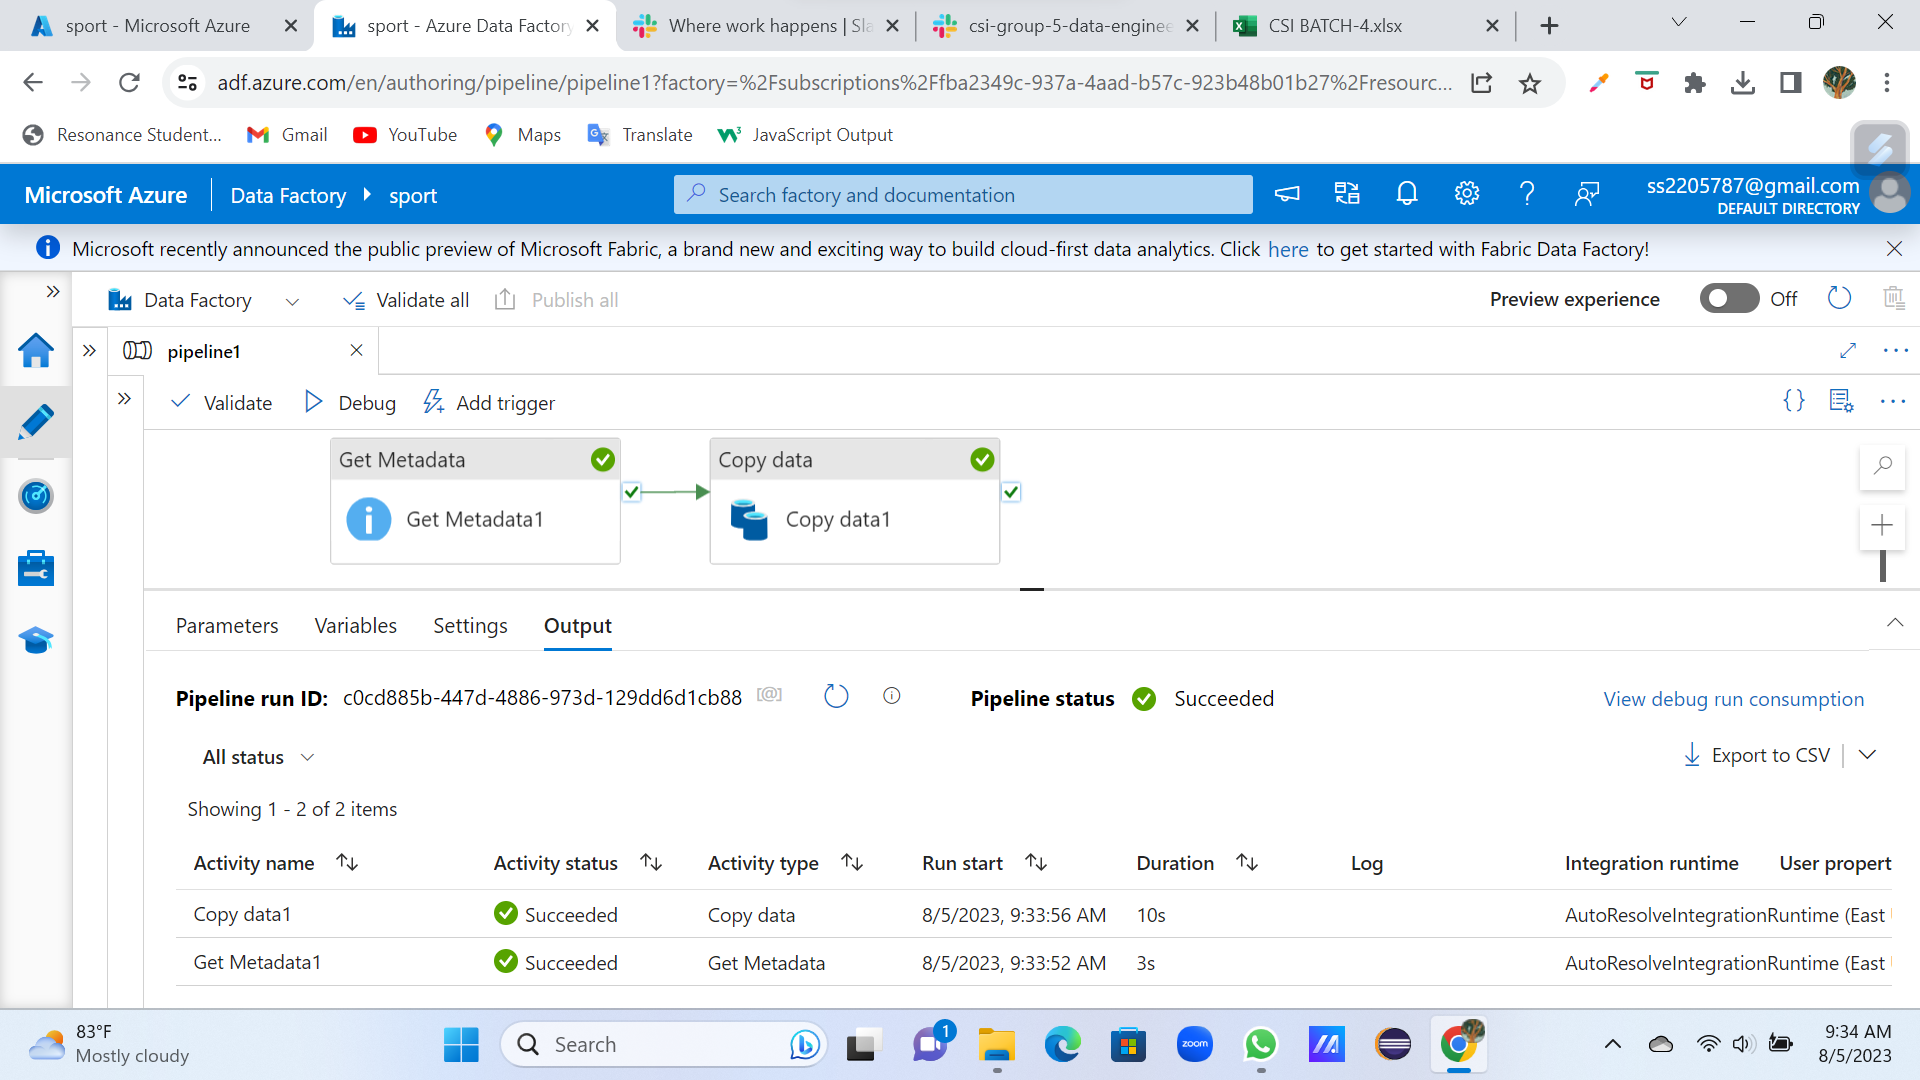 sport - Microsoft Azure
sport - Azure Data Factory
Where work happens | Sla
csi-group-5-data-enginee
CSI BATCH-4.xlsx
adf.azure.com/en/authoring/pipeline/pipeline1?factory=%2Fsubscriptions%2Ffba2349c-937a-4aad-b57c-923b48b01b27%2Fresourc...
Resonance Student...
Gmail
YouTube
Maps
Translate
JavaScript Output
Microsoft Azure
Data Factory
sport
Search factory and documentation
ss2205787@gmail.com
DEFAULT DIRECTORY
Microsoft recently announced the public preview of Microsoft Fabric, a brand new and exciting way to build cloud-first data analytics. Click here to get started with Fabric Data Factory!
Data Factory
Validate all
Publish all
Preview experience
Off
pipeline1
Validate
Debug
Add trigger
Get Metadata
Get Metadata1
Copy data
Copy data1
Parameters
Variables
Settings
Output
Pipeline run ID: c0cd885b-447d-4886-973d-129dd6d1cb88
Pipeline status
Succeeded
View debug run consumption
All status
Export to CSV
Showing 1 - 2 of 2 items
Activity name
Activity status
Activity type
Run start
Duration
Log
Integration runtime
User propert
Copy data1
Succeeded
Copy data
8/5/2023, 9:33:56 AM
10s
AutoResolveIntegrationRuntime (East
Get Metadata1
Succeeded
Get Metadata
8/5/2023, 9:33:52 AM
3s
AutoResolveIntegrationRuntime (East
83°F
Mostly cloudy
Search
1
zoom
9:34 AM
8/5/2023